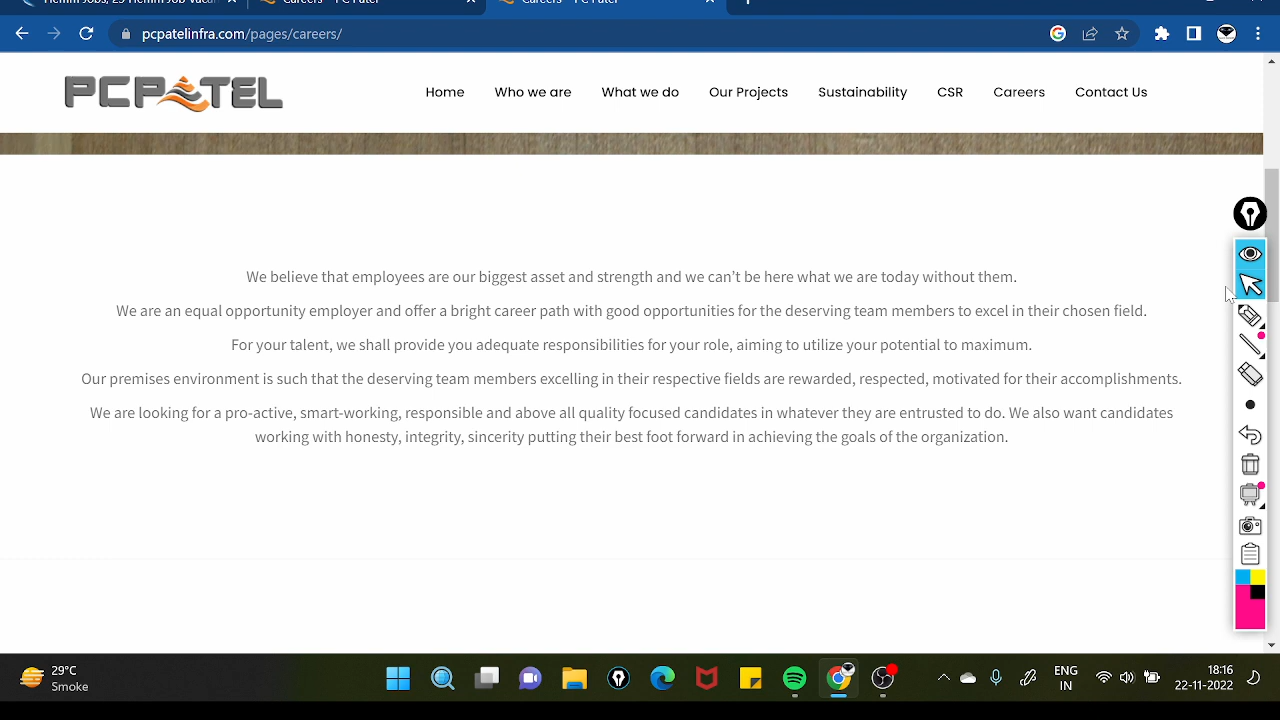 Careers - PC Patel
Careers - PC Patel
pcpatelinfra.com/pages/careers/
PCPATEL
Home Who we are What we do Our Projects Sustainability CSR Careers Contact Us
We believe that employees are our biggest asset and strength and we can't be here what we are today without them.
We are an equal opportunity employer and offer a bright career path with good opportunities for the deserving team members to excel in their chosen field.
For your talent, we shall provide you adequate responsibilities for your role, aiming to utilize your potential to maximum.
Our premises environment is such that the deserving team members excelling in their respective fields are rewarded, respected, motivated for their accomplishments.
We are looking for a pro-active, smart-working, responsible and above all quality focused candidates in whatever they are entrusted to do. We also want candidates
working with honesty, integrity, sincerity putting their best foot forward in achieving the goals of the organization.
29°C
Smoke
ENG
IN
18:16
22-11-2022